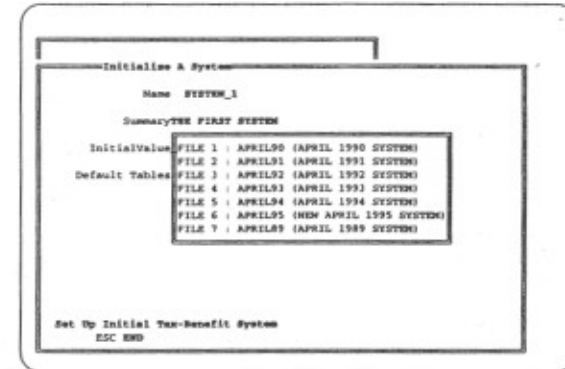 Initialise A System
Name SYSTEM_1
Summary THE FIRST SYSTEM
InitialValue FILE 1 : APRIL90 (APRIL 1990 SYSTEM)
FILE 2 : APRIL91 (APRIL 1991 SYSTEM)
Default Tables FILE 3 : APRIL92 (APRIL 1992 SYSTEM)
FILE 4 : APRIL93 (APRIL 1993 SYSTEM)
FILE 5 : APRIL94 (APRIL 1994 SYSTEM)
FILE 6 : APRIL95 (NEW APRIL 1995 SYSTEM)
FILE 7 : APRIL89 (APRIL 1989 SYSTEM)
Set Up Initial Tax-Benefit System
ESC END